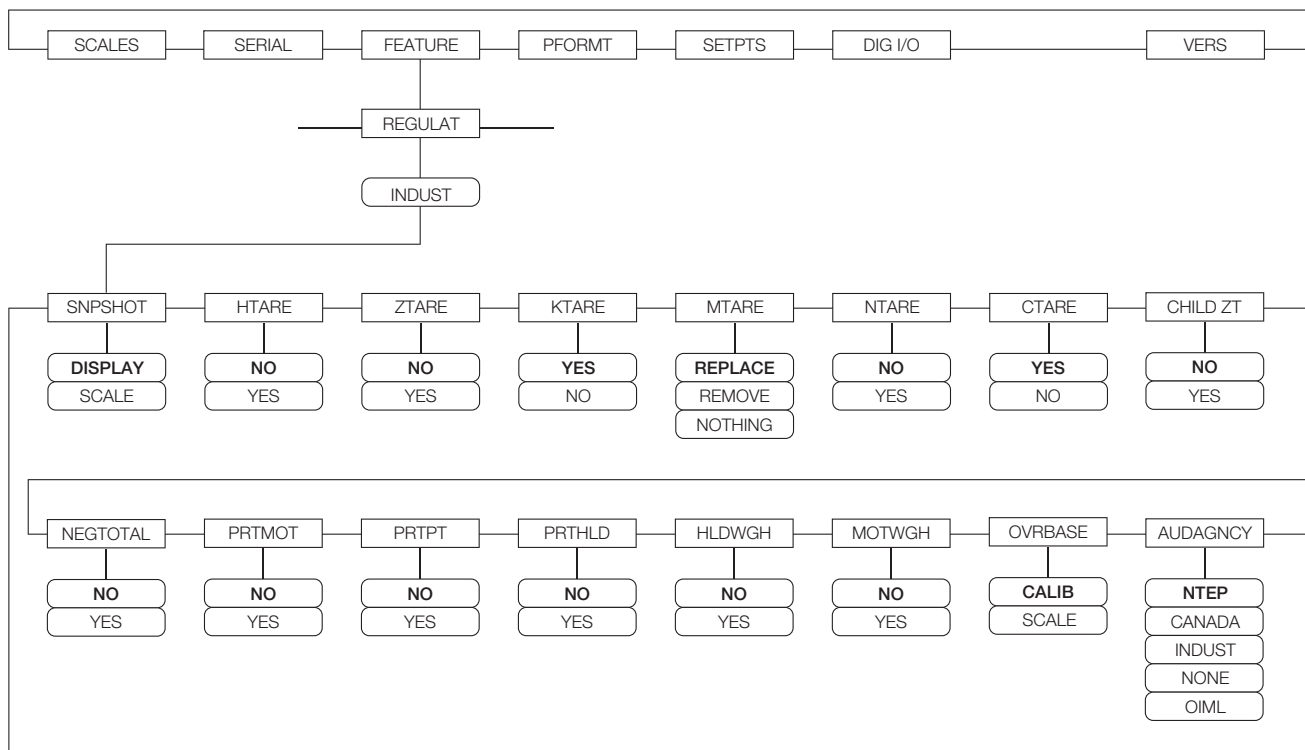 SCALES SERIAL FEATURE PFORMT SETPTS DIG I/O VERS
REGULAT
INDUST
SNPSHOT HTARE ZTARE KTARE MTARE NTARE CTARE CHILD ZT
DISPLAY NO NO YES REPLACE NO YES NO
SCALE YES YES NO REMOVE YES NO YES
NOTHING
NEGTOTAL PRTMOT PRTPT PRTHLD HLDWGH MOTWGH OVRBASE AUDAGNCY
NO NO NO NO NO NO CALIB NTEP
YES YES YES YES YES YES SCALE CANADA
INDUST
NONE
OIML